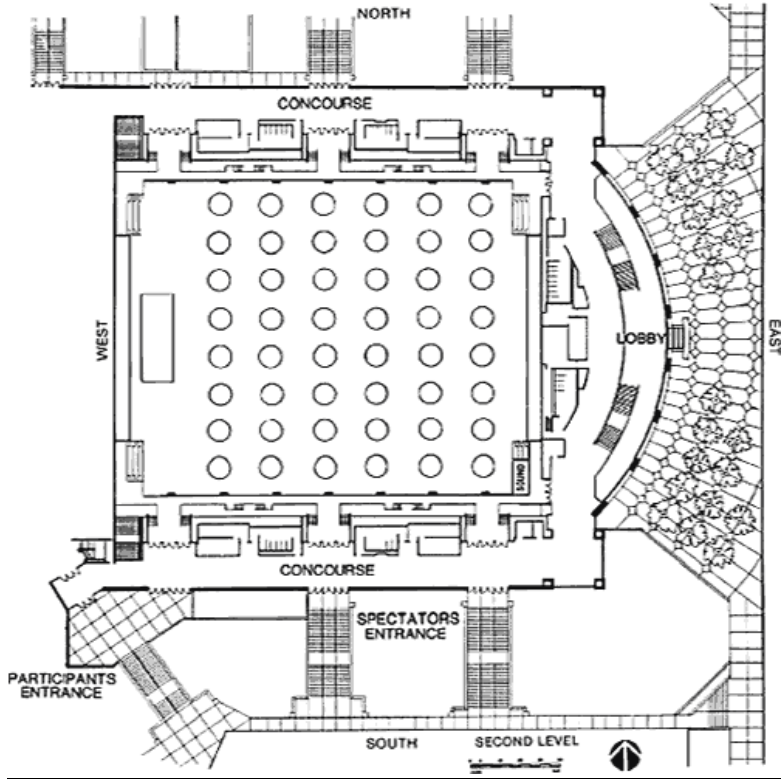 NORTH
CONCOURSE
WEST
LOBBY
EAST
SOUND
CONCOURSE
SPECTATORS
ENTRANCE
PARTICIPANTS
ENTRANCE
SOUTH
SECOND LEVEL